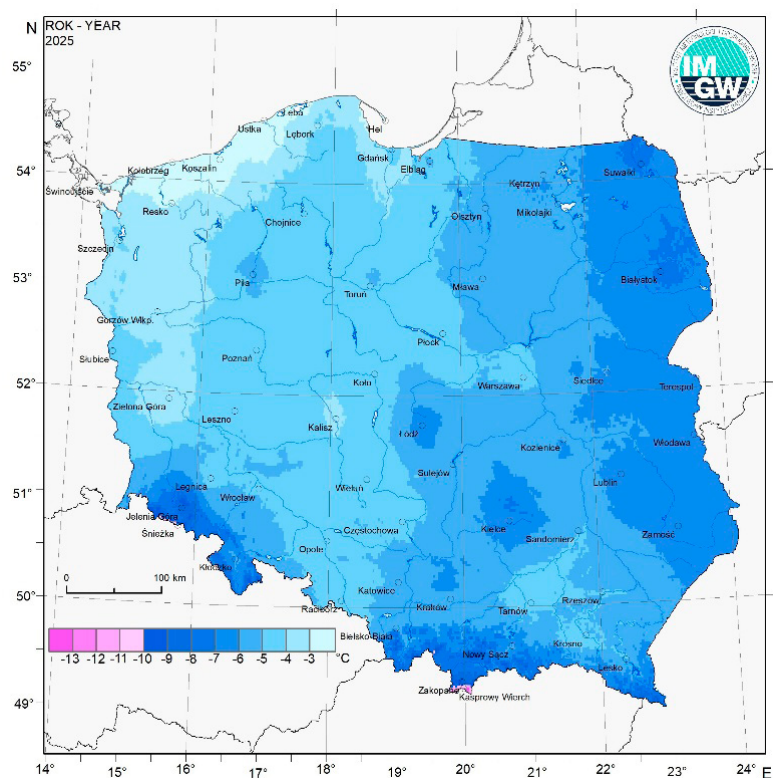 N
ROK - YEAR
2025
IM
GW
55°
54°
53°
52°
51°
50°
49°
Łeba
Ustka
Lębork
Hel
Gdańsk
Koszalin
Kołobrzeg
Elbląg
Suwałki
Świnoujście
Resko
Chojnice
Olsztyn
Kętrzyn
Mikołajki
Szczecin
Piła
Toruń
Mława
Białystok
Gorzów Wlkp.
Płock
Słubice
Poznań
Koło
Warszawa
Siedlce
Terespol
Zielona Góra
Leszno
Kalisz
Łódź
Sulejów
Kozienice
Włodawa
Legnica
Wrocław
Wieluń
Lublin
Jelenia Góra
Śnieżka
Częstochowa
Kielce
Sandomierz
Zamość
Opole
Kłodzko
Katowice
Kraków
Tarnów
Rzeszów
0 100 km
Racibórz
Bielsko-Biała
Nowy Sącz
Krosno
Lesko
Zakopane
Kasprowy Wierch
-13 -12 -11 -10 -9 -8 -7 -6 -5 -4 -3 °C
14° 15° 16° 17° 18° 19° 20° 21° 22° 23° E